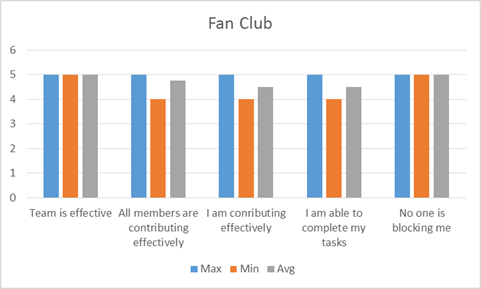 Fan Club
6
5
4
3
2
1
0
Team is effective
All members are
contributing
effectively
I am conributing
effectively
I am able to
complete my
tasks
No one is
blocking me
Max Min Avg